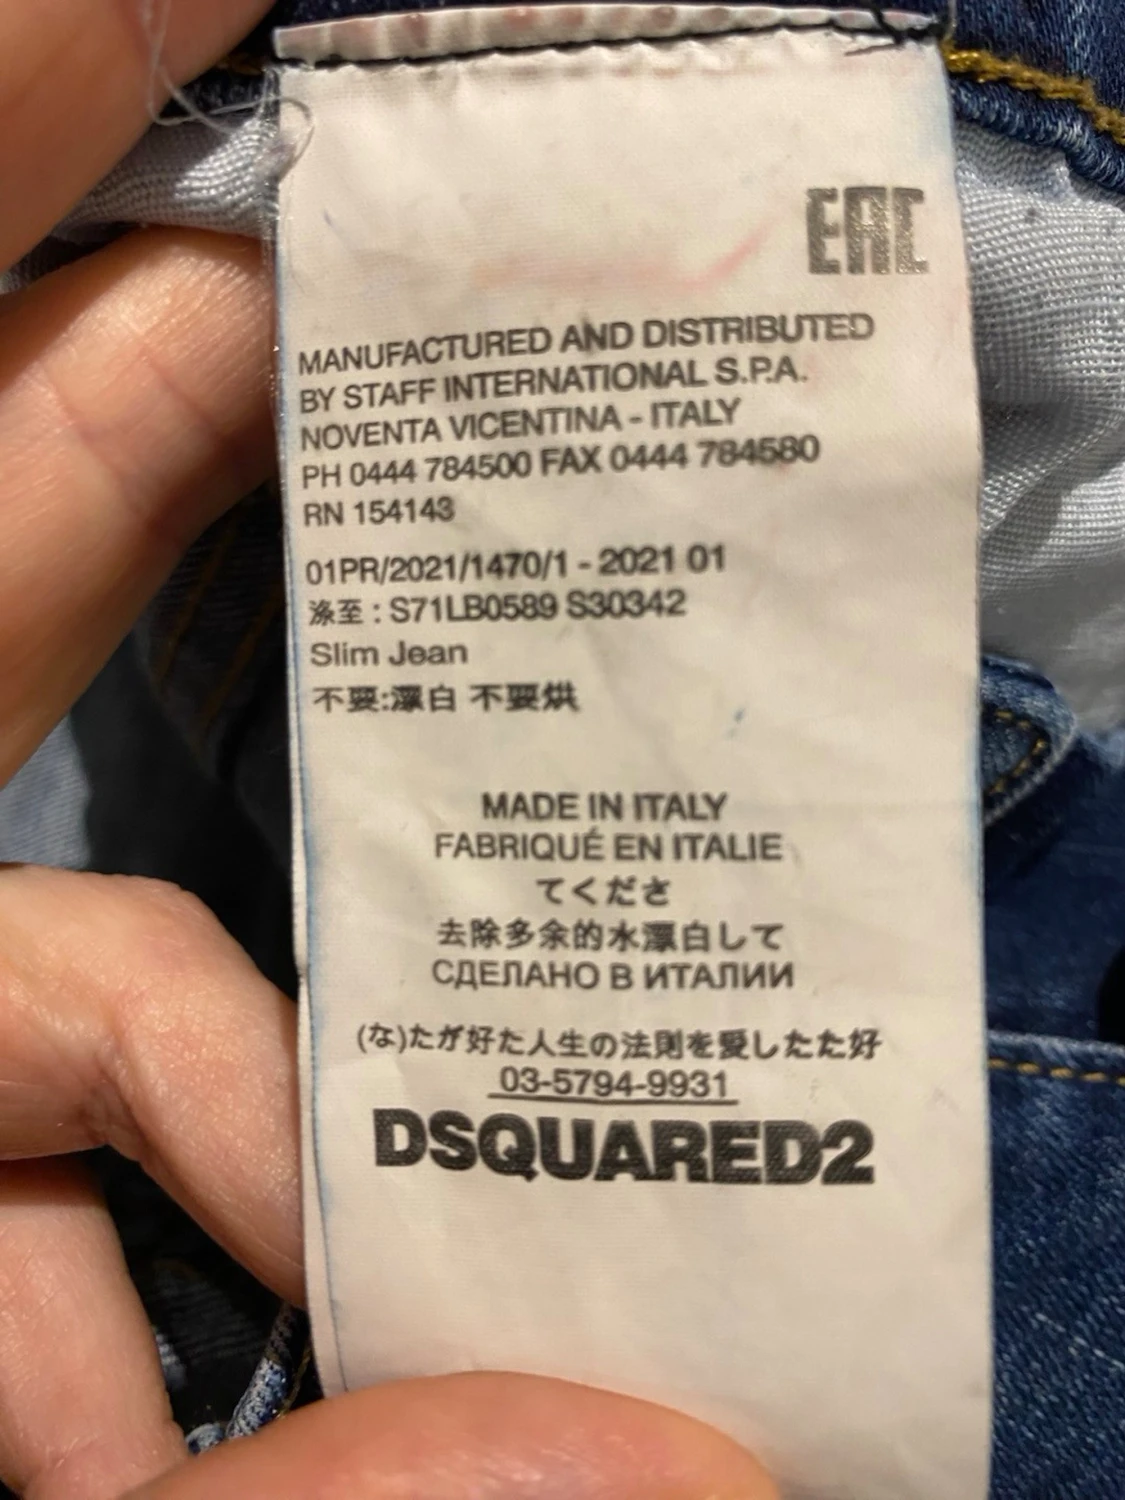 EAC
MANUFACTURED AND DISTRIBUTED
BY STAFF INTERNATIONAL S.P.A.
NOVENTA VICENTINA - ITALY
PH 0444 784500 FAX 0444 784580
RN 154143
01PR/2021/1470/1 - 2021 01
涤至 : S71LB0589 S30342
Slim Jean
不要:漂白 不要烘
MADE IN ITALY
FABRIQUÉ EN ITALIE
てくださ
去除多余的水漂白して
СДЕЛАНО В ИТАЛИИ
(な)たが好た人生の法則を愛したた好
03-5794-9931
DSQUARED2